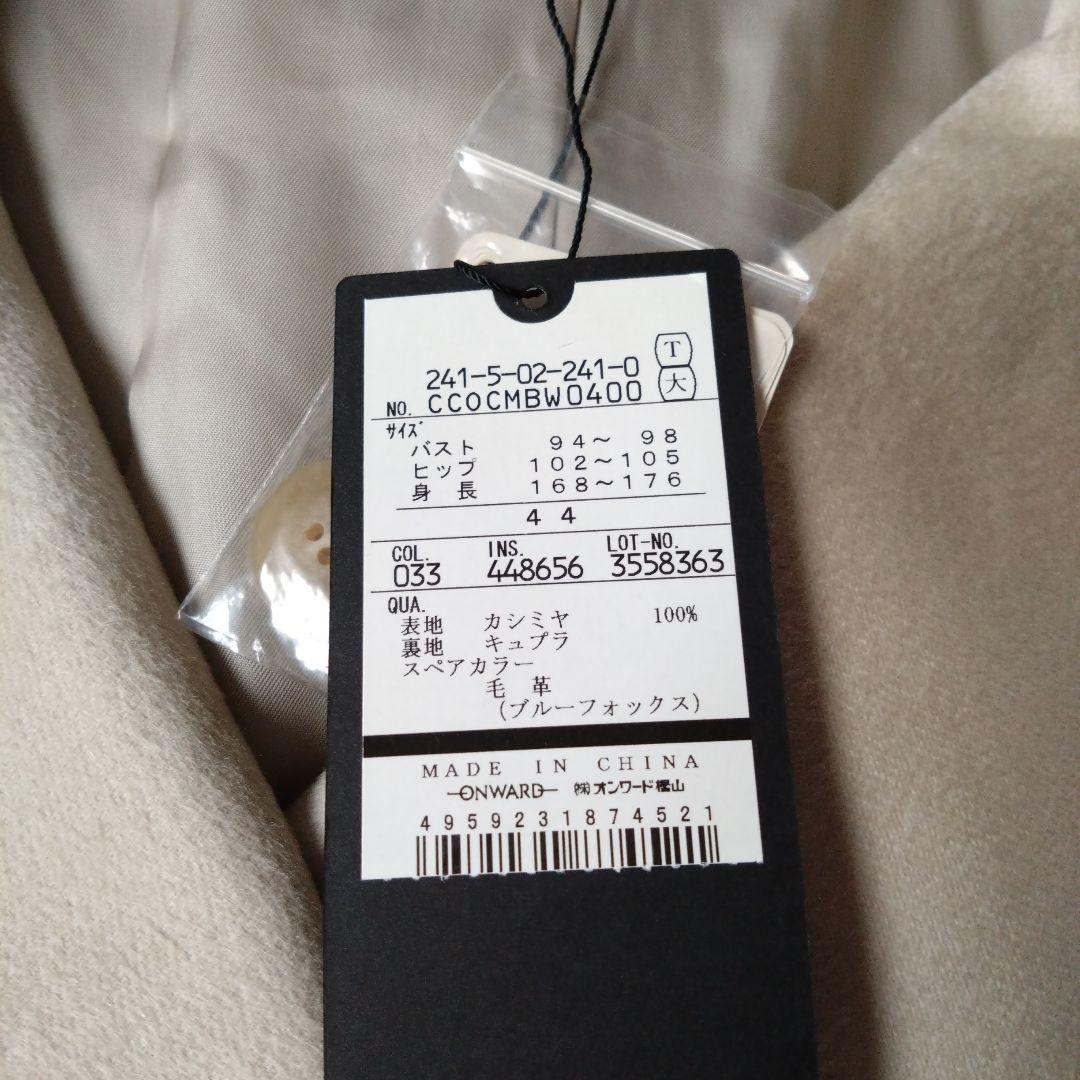 241-5-02-241-0 T
NO. CCOCMBW0400 大
サイズ
バスト 94〜 98
ヒップ 102〜105
身 長 168〜176
44
COL. INS. LOT-NO.
033 448656 3558363
QUA.
表地 カシミヤ 100%
裏地 キュプラ
スペアカラー
毛 革
(ブルーフォックス)
MADE IN CHINA
ONWARD ㈱オンワード樫山
4959231874521